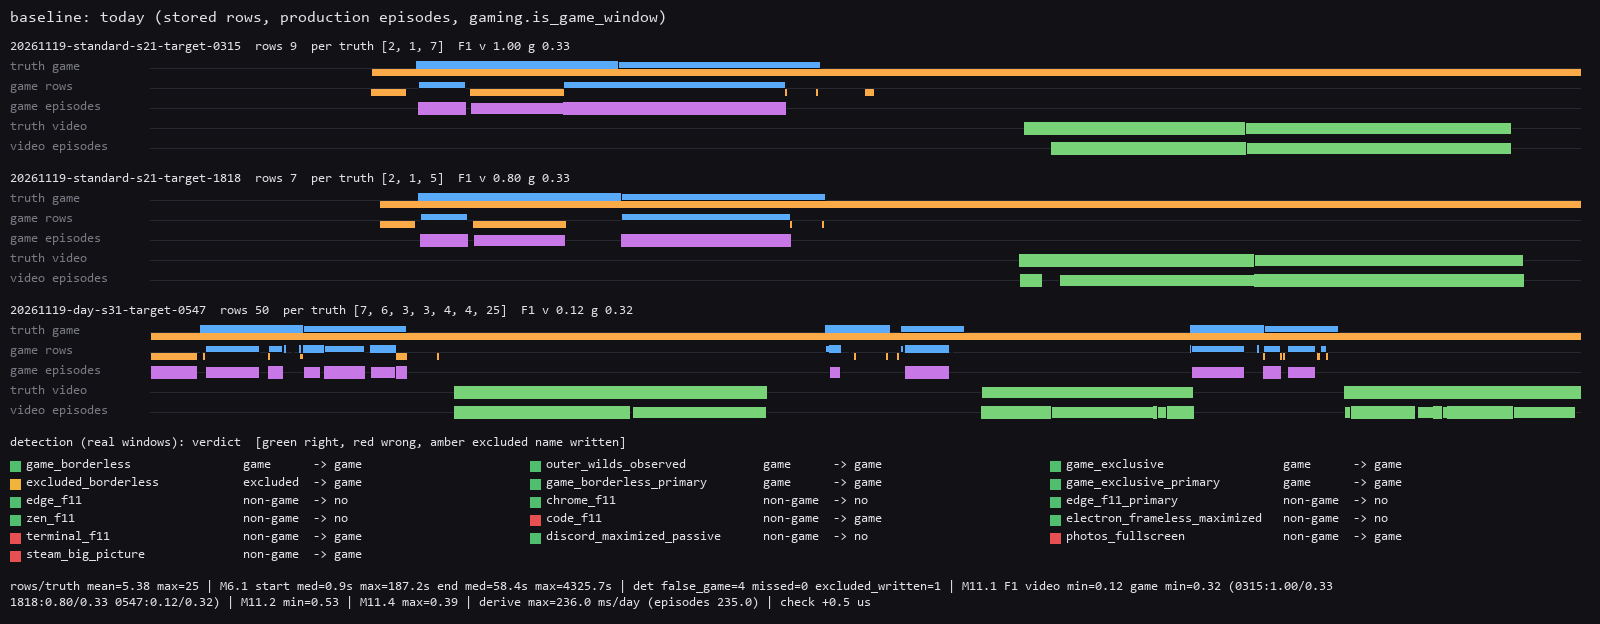 baseline: today (stored rows, production episodes, gaming.is_game_window)
20261119-standard-s21-target-0315  rows 9  per truth [2, 1, 7]  F1 v 1.00 g 0.33
truth game
game rows
game episodes
truth video
video episodes
20261119-standard-s21-target-1818  rows 7  per truth [2, 1, 5]  F1 v 0.80 g 0.33
truth game
game rows
game episodes
truth video
video episodes
20261119-day-s31-target-0547  rows 50  per truth [7, 6, 3, 3, 4, 4, 25]  F1 v 0.12 g 0.32
truth game
game rows
game episodes
truth video
video episodes
detection (real windows): verdict  [green right, red wrong, amber excluded name written]
game_borderless game -> game outer_wilds_observed game -> game game_exclusive game -> game
excluded_borderless excluded -> game game_borderless_primary game -> game game_exclusive_primary game -> game
edge_f11 non-game -> no chrome_f11 non-game -> no edge_f11_primary non-game -> no
zen_f11 non-game -> no code_f11 non-game -> game electron_frameless_maximized non-game -> no
terminal_f11 non-game -> game discord_maximized_passive non-game -> no photos_fullscreen non-game -> game
steam_big_picture non-game -> game
rows/truth mean=5.38 max=25 | M6.1 start med=0.9s max=187.2s end med=58.4s max=4325.7s | det false_game=4 missed=0 excluded_written=1 | M11.1 F1 video min=0.12 game min=0.32 (0315:1.00/0.33
1818:0.80/0.33 0547:0.12/0.32) | M11.2 min=0.53 | M11.4 max=0.39 | derive max=236.0 ms/day (episodes 235.0) | check +0.5 us